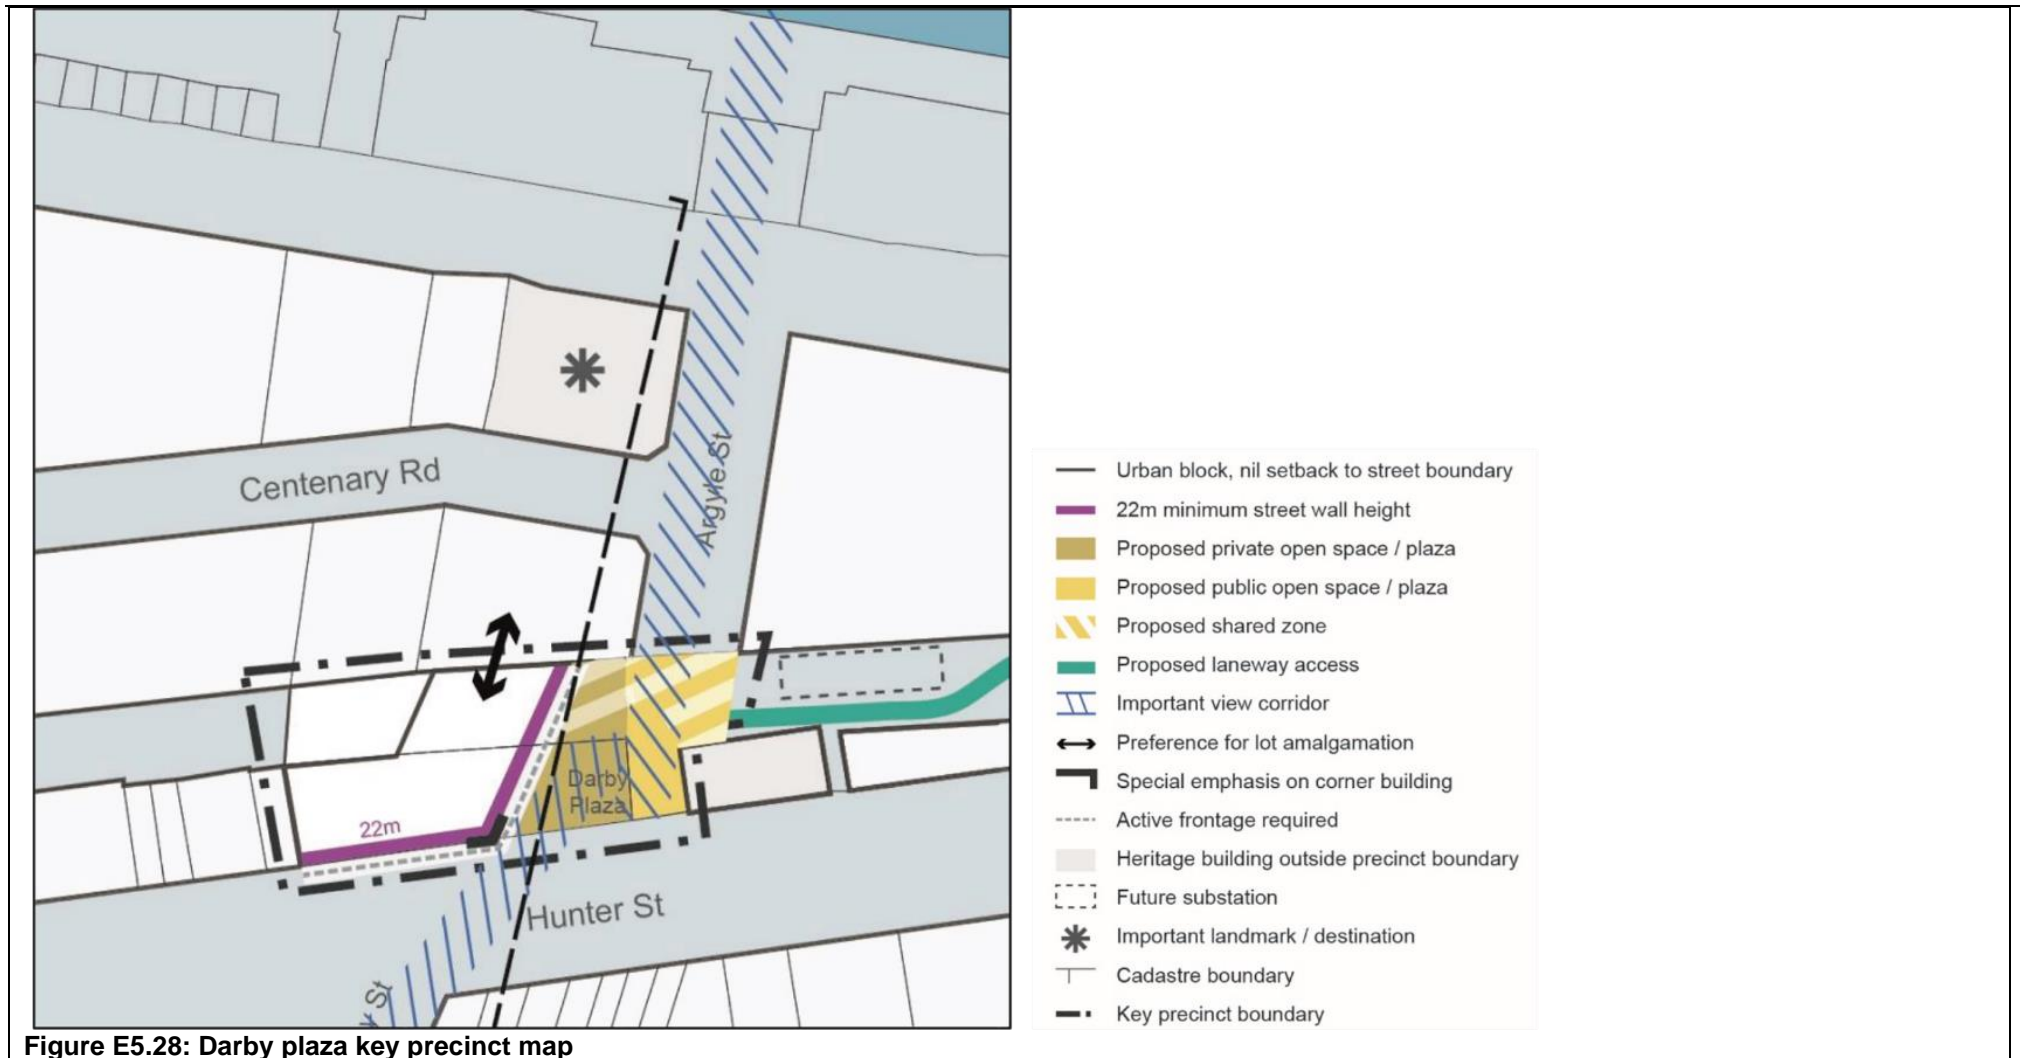 Centenary Rd
Argyle St
Darby
Plaza
22m
Hunter St
y St
Urban block, nil setback to street boundary
22m minimum street wall height
Proposed private open space / plaza
Proposed public open space / plaza
Proposed shared zone
Proposed laneway access
Important view corridor
Preference for lot amalgamation
Special emphasis on corner building
Active frontage required
Heritage building outside precinct boundary
Future substation
Important landmark / destination
Cadastre boundary
Key precinct boundary
Figure E5.28: Darby plaza key precinct map